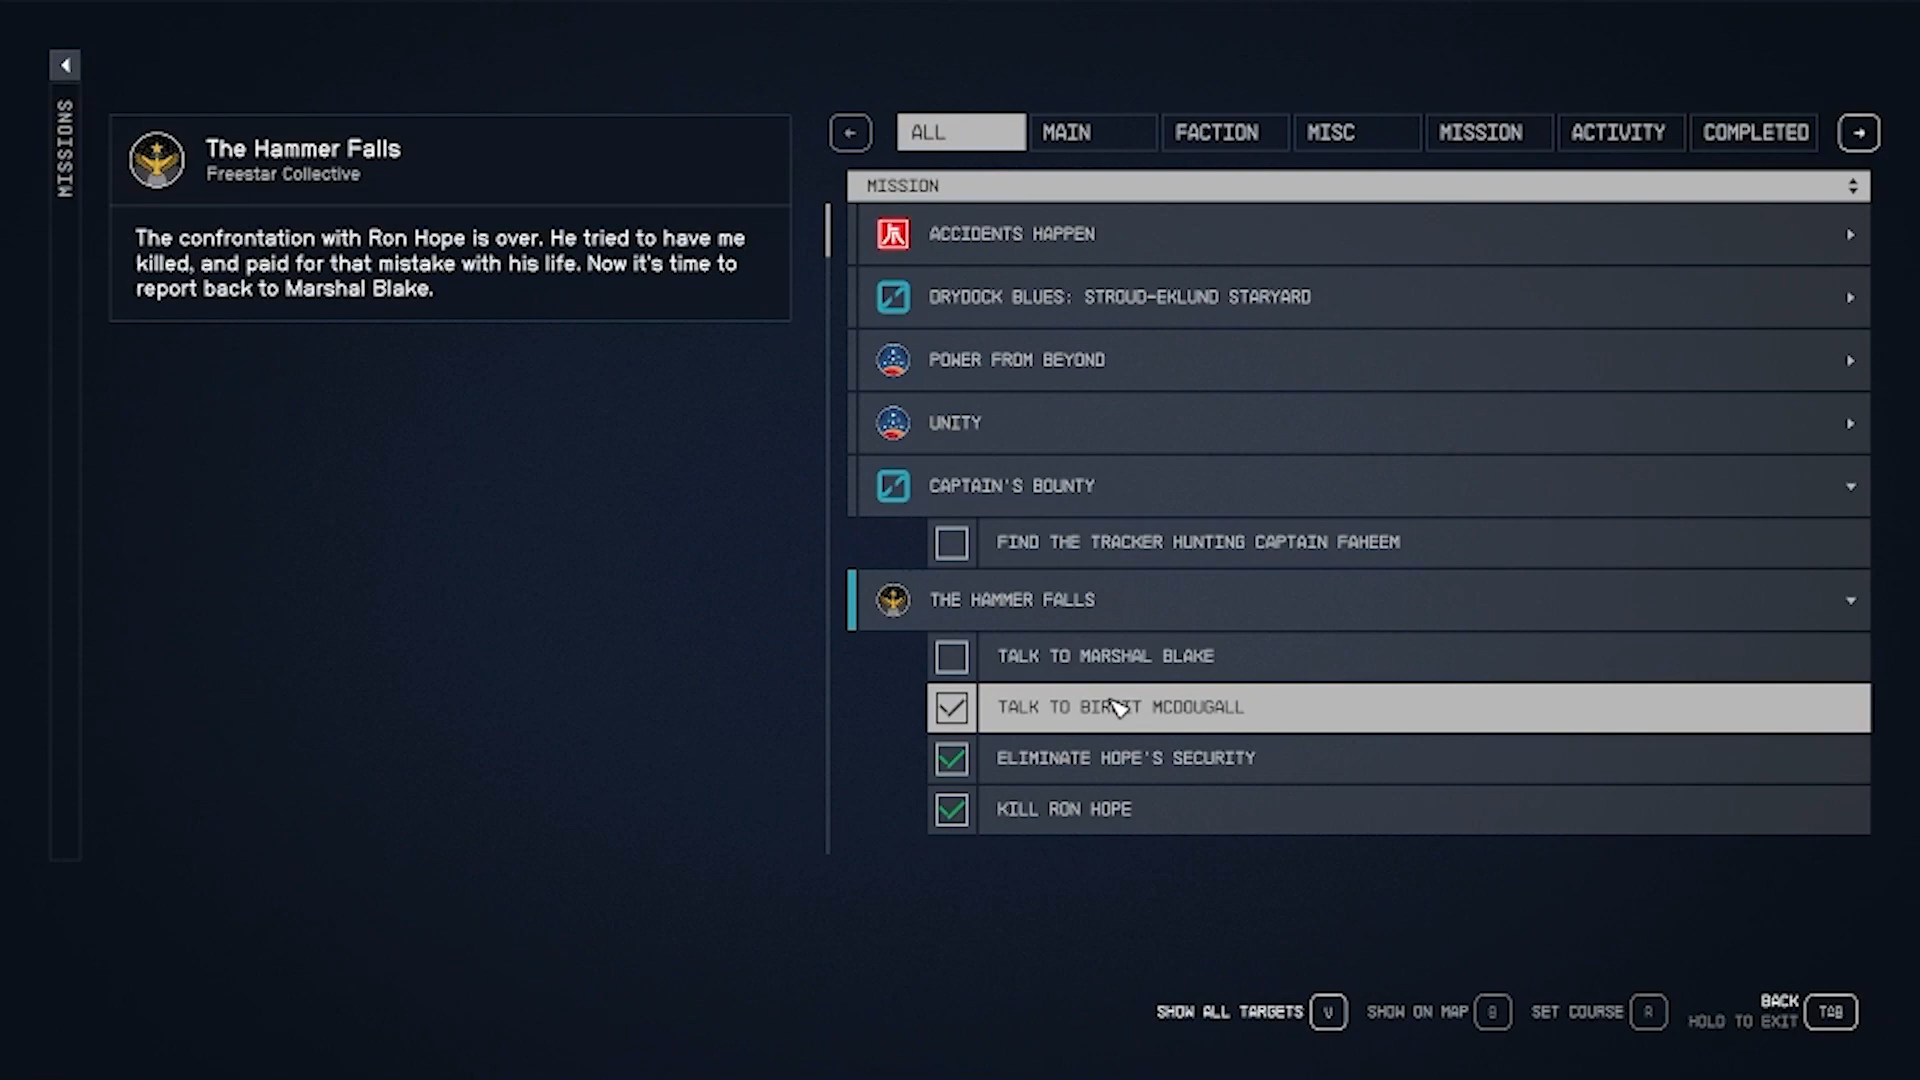 MISSIONS
The Hammer Falls
Freestar Collective
The confrontation with Ron Hope is over. He tried to have me
killed, and paid for that mistake with his life. Now it's time to
report back to Marshal Blake.
ALL
MAIN
FACTION
MISC
MISSION
ACTIVITY
COMPLETED
MISSION
ACCIDENTS HAPPEN
DRYDOCK BLUES: STROUD-EKLUND STARYARD
POWER FROM BEYOND
UNITY
CAPTAIN'S BOUNTY
FIND THE TRACKER HUNTING CAPTAIN FAHEEM
THE HAMMER FALLS
TALK TO MARSHAL BLAKE
TALK TO MCDOUGALL
ELIMINATE HOPE'S SECURITY
KILL RON HOPE
SHOW ALL TARGETS V
SHOW ON MAP
SET COURSE R
BACK
HOLD TO EXIT
TAB